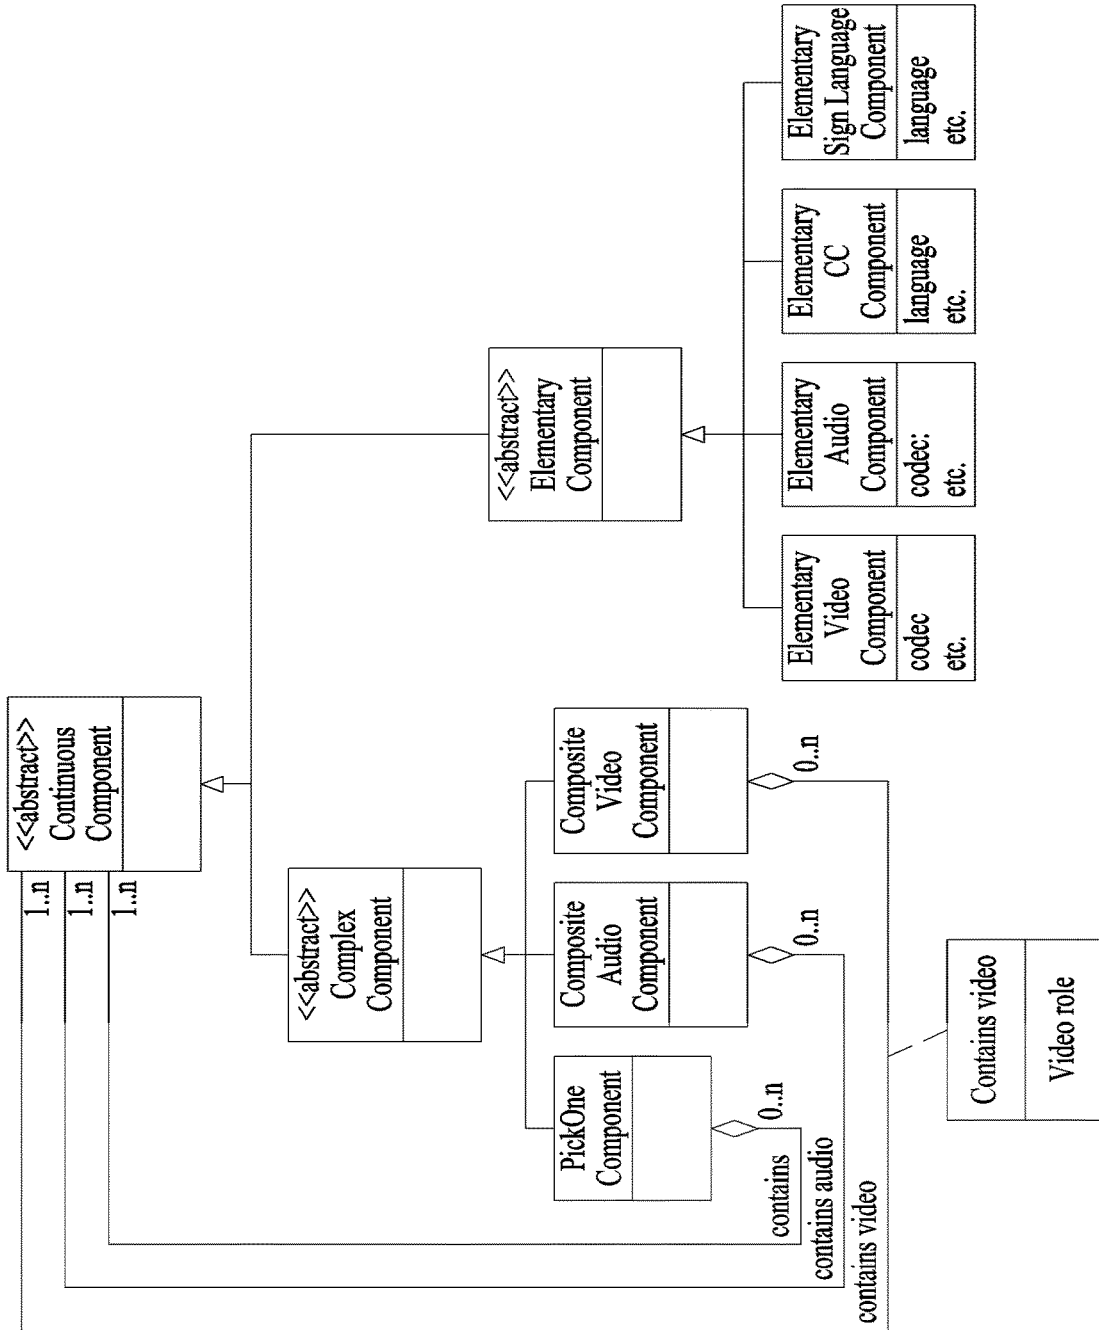 <<abstract>>
Continuous
Component
1..n
1..n
1..n
<<abstract>>
Complex
Component
<<abstract>>
Elementary
Component
PickOne
Component
0..n
Composite
Audio
Component
0..n
Composite
Video
Component
0..n
Elementary
Video
Component
codec
etc.
Elementary
Audio
Component
codec:
etc.
Elementary
CC
Component
language
etc.
Elementary
Sign Language
Component
language
etc.
contains
contains audio
contains video
Contains video
Video role